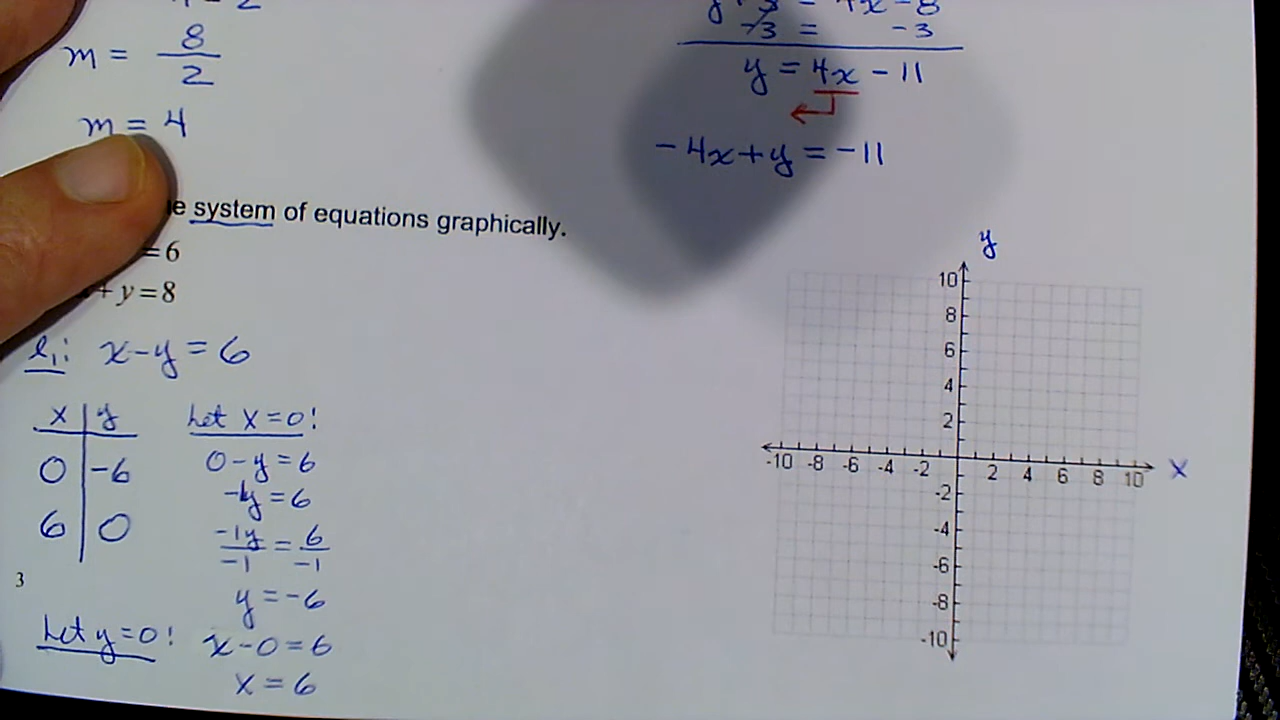 m = 8/2
m = 4
y = 4x - 11
-4x + y = -11
system of equations graphically.
= 6
+ y = 8
l₁: x - y = 6
x | y
0 | -6
6 | 0
Let x = 0!
0 - y = 6
-1y = 6
-1y/-1 = 6/-1
y = -6
3
Let y = 0!
x - 0 = 6
x = 6
y
10
8
6
4
2
-10 -8 -6 -4 -2 2 4 6 8 10 x
-2
-4
-6
-8
-10